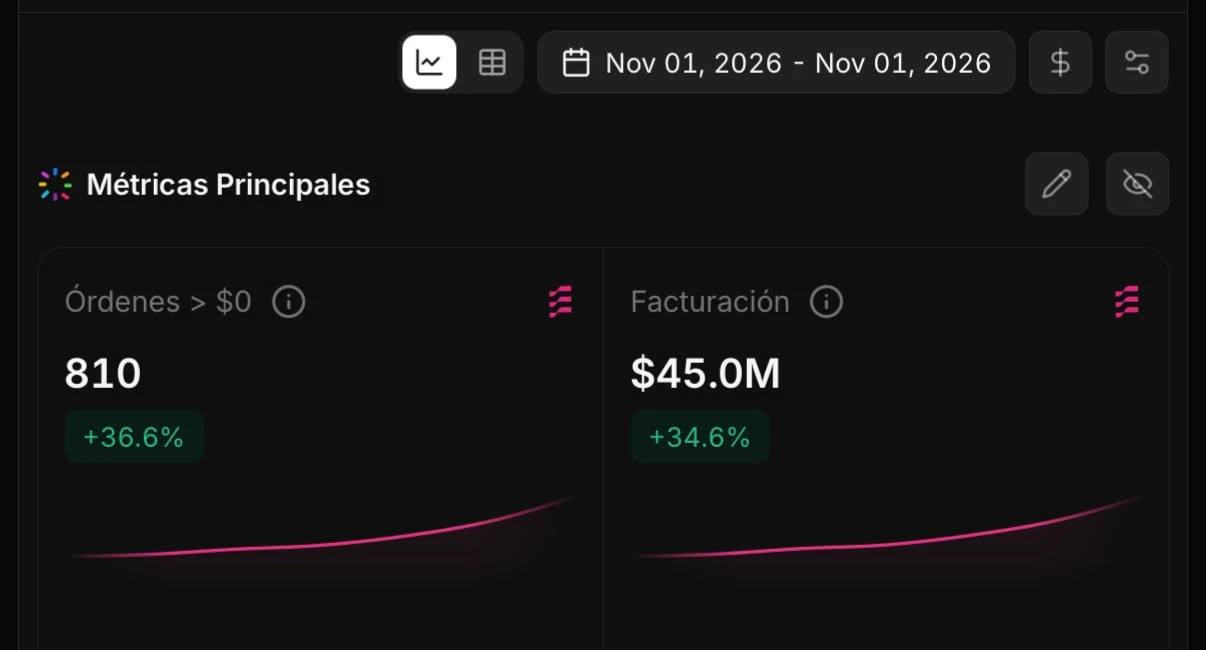 Nov 01, 2026 - Nov 01, 2026
Métricas Principales
Órdenes > $0
810
+36.6%
Facturación
$45.0M
+34.6%